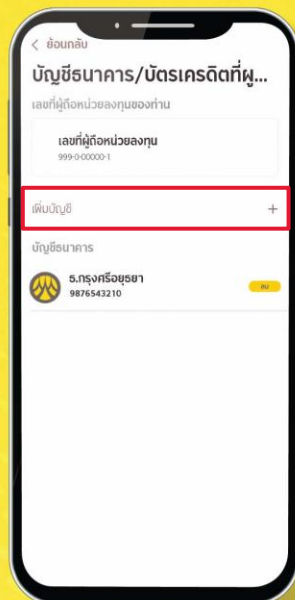 < ย้อนกลับ
บัญชีธนาคาร/บัตรเครดิตที่ผู...
เลขที่ผู้ถือหน่วยลงทุนของท่าน
เลขที่ผู้ถือหน่วยลงทุน
999-0-00000-1
เพิ่มบัญชี +
บัญชีธนาคาร
ธ.กรุงศรีอยุธยา
9876543210
ลบ